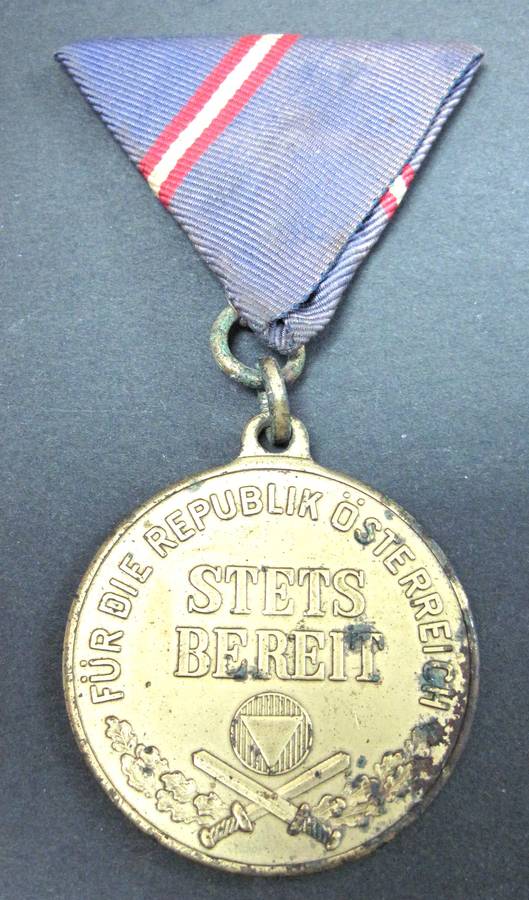 FÜR DIE REPUBLIK ÖSTERREICH
STETS
BEREIT